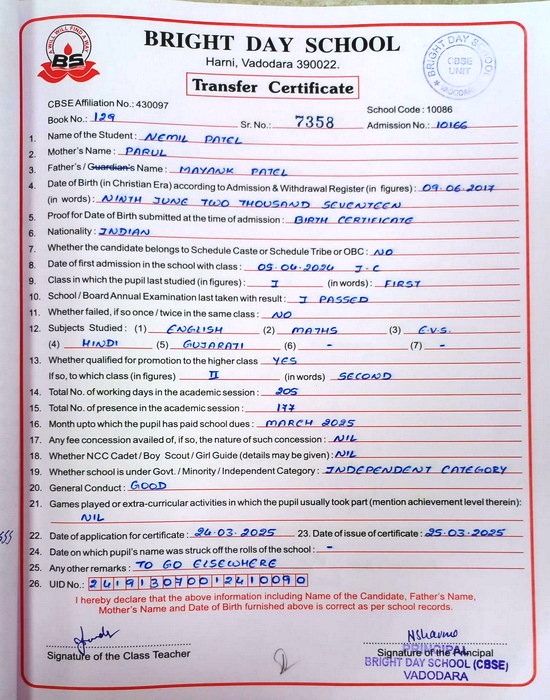 A WILL WILL FIND A WAY
BS
BRIGHT DAY SCHOOL
Harni, Vadodara 390022.
Transfer Certificate
BRIGHT DAY SCHOOL
CBSE
UNIT
VADODARA
CBSE Affiliation No.: 430097
School Code : 10086
Book No.: 129 Sr. No.: 7358 Admission No.: 10166
1. Name of the Student : NEMIL PATEL
2. Mother's Name : PARUL
3. Father's / Guardian's Name : MAYANK PATEL
4. Date of Birth (in Christian Era) according to Admission & Withdrawal Register (in figures) : 09.06.2017
(in words) : NINTH JUNE TWO THOUSAND SEVENTEEN
5. Proof for Date of Birth submitted at the time of admission : BIRTH CERTIFICATE
6. Nationality : INDIAN
7. Whether the candidate belongs to Schedule Caste or Schedule Tribe or OBC : NO
8. Date of first admission in the school with class : 05.04.2024 I-C
9. Class in which the pupil last studied (in figures) : I (in words) : FIRST
10. School / Board Annual Examination last taken with result : I PASSED
11. Whether failed, if so once / twice in the same class : NO
12. Subjects Studied : (1) ENGLISH (2) MATHS (3) E.V.S.
(4) HINDI (5) GUJARATI (6) - (7) -
13. Whether qualified for promotion to the higher class YES
If so, to which class (in figures) II (in words) SECOND
14. Total No. of working days in the academic session : 205
15. Total No. of presence in the academic session : 177
16. Month upto which the pupil has paid school dues : MARCH 2025
17. Any fee concession availed of, if so, the nature of such concession : NIL
18. Whether NCC Cadet / Boy Scout / Girl Guide (details may be given) : NIL
19. Whether school is under Govt. / Minority / Independent Category : INDEPENDENT CATEGORY
20. General Conduct : GOOD
21. Games played or extra-curricular activities in which the pupil usually took part (mention achievement level therein):
NIL
22. Date of application for certificate : 24.03.2025 23. Date of issue of certificate : 25.03.2025
24. Date on which pupil's name was struck off the rolls of the school : -
25. Any other remarks : TO GO ELSEWHERE
26. UID No.: 241913070012410090
I hereby declare that the above information including Name of the Candidate, Father's Name,
Mother's Name and Date of Birth furnished above is correct as per school records.
NSharma
Signature of the Class Teacher Signature of the Principal
PRINCIPAL
BRIGHT DAY SCHOOL (CBSE)
VADODARA